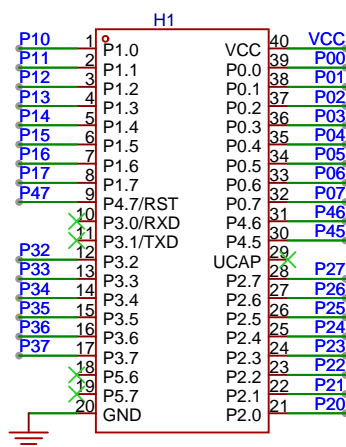 H1
P10 1 P1.0 VCC 40 VCC
P11 2 P1.1 P0.0 39 P00
P12 3 P1.2 P0.1 38 P01
P13 4 P1.3 P0.2 37 P02
P14 5 P1.4 P0.3 36 P03
P15 6 P1.5 P0.4 35 P04
P16 7 P1.6 P0.5 34 P05
P17 8 P1.7 P0.6 33 P06
P47 9 P4.7/RST P0.7 32 P07
10 P3.0/RXD P4.6 31 P46
11 P3.1/TXD P4.5 30 P45
P32 12 P3.2 UCAP 29
P33 13 P3.3 P2.7 28 P27
P34 14 P3.4 P2.6 27 P26
P35 15 P3.5 P2.5 26 P25
P36 16 P3.6 P2.4 25 P24
P37 17 P3.7 P2.3 24 P23
18 P5.6 P2.2 23 P22
19 P5.7 P2.1 22 P21
20 GND P2.0 21 P20